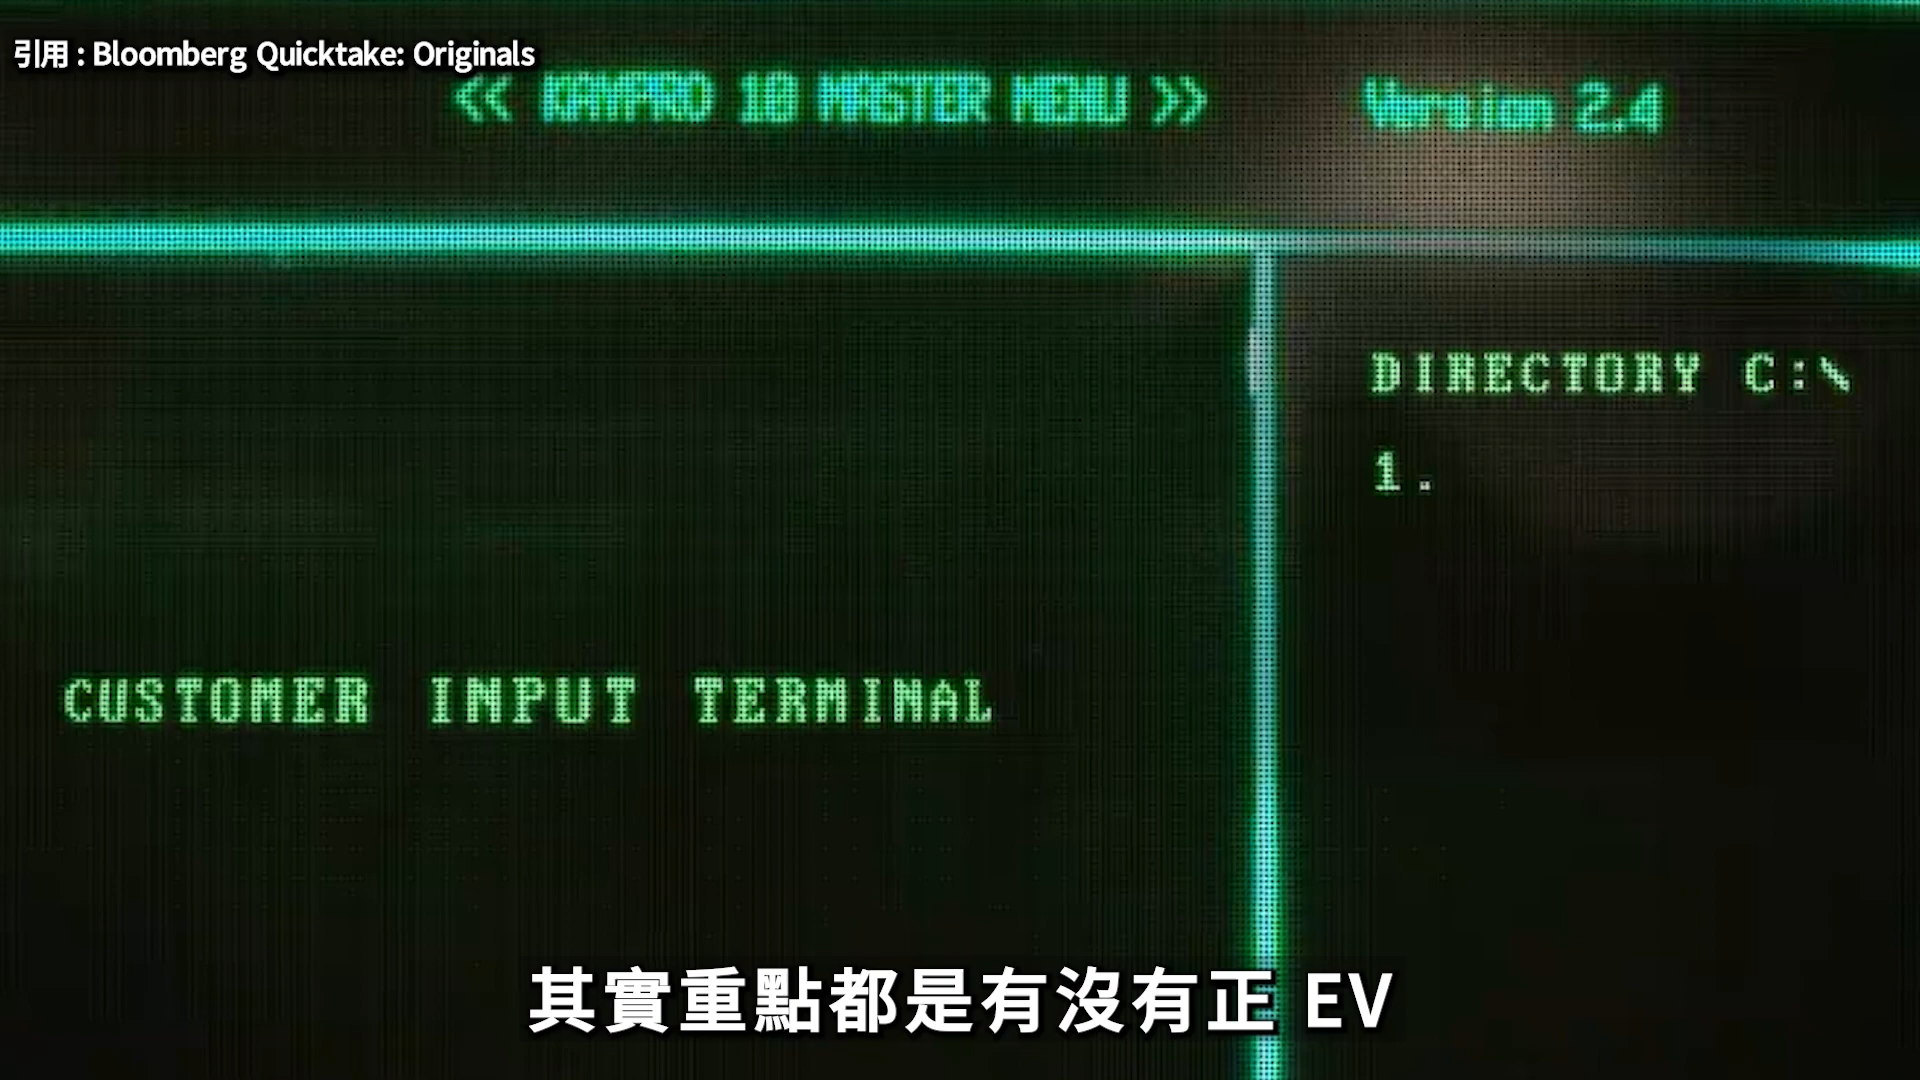 引用 : Bloomberg Quicktake: Originals
<< KAYPRO 10 MASTER MENU >> Version 2.4
DIRECTORY C:\
1.
CUSTOMER INPUT TERMINAL
其實重點都是有沒有正 EV